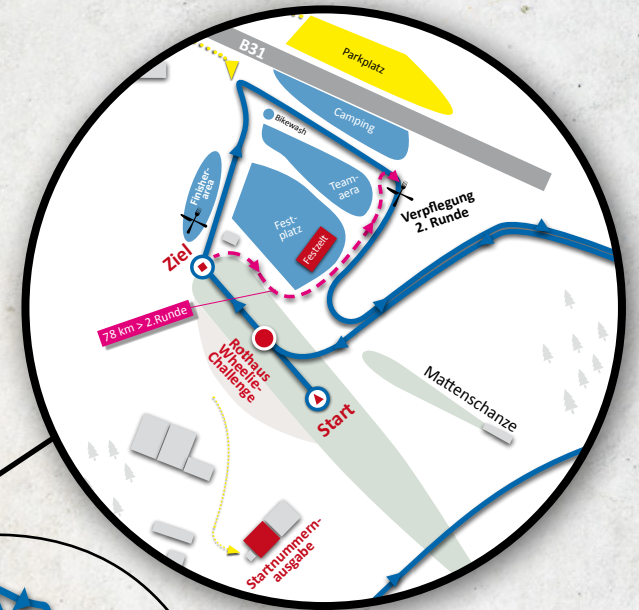 B31
Parkplatz
Camping
Bikewash
Team-
aera
Finisher-
area
Fest-
platz
Festzelt
Verpflegung
2. Runde
Ziel
78 km > 2.Runde
Rothaus
Wheelie-
Challenge
Mattenschanze
Start
Startnummern-
ausgabe